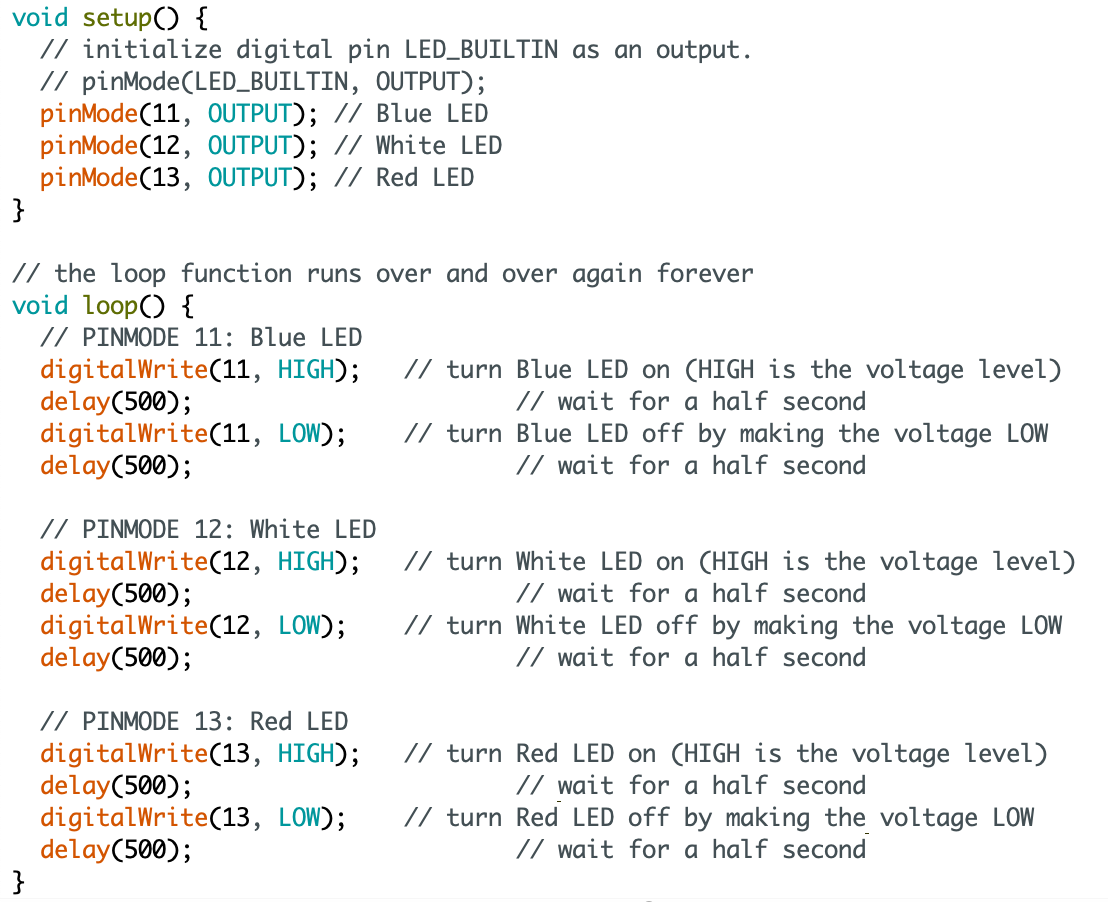 void setup() {
  // initialize digital pin LED_BUILTIN as an output.
  // pinMode(LED_BUILTIN, OUTPUT);
  pinMode(11, OUTPUT); // Blue LED
  pinMode(12, OUTPUT); // White LED
  pinMode(13, OUTPUT); // Red LED
}

// the loop function runs over and over again forever
void loop() {
  // PINMODE 11: Blue LED
  digitalWrite(11, HIGH);   // turn Blue LED on (HIGH is the voltage level)
  delay(500);                       // wait for a half second
  digitalWrite(11, LOW);    // turn Blue LED off by making the voltage LOW
  delay(500);                       // wait for a half second

  // PINMODE 12: White LED
  digitalWrite(12, HIGH);   // turn White LED on (HIGH is the voltage level)
  delay(500);                       // wait for a half second
  digitalWrite(12, LOW);    // turn White LED off by making the voltage LOW
  delay(500);                       // wait for a half second

  // PINMODE 13: Red LED
  digitalWrite(13, HIGH);   // turn Red LED on (HIGH is the voltage level)
  delay(500);                       // wait for a half second
  digitalWrite(13, LOW);    // turn Red LED off by making the voltage LOW
  delay(500);                       // wait for a half second
}